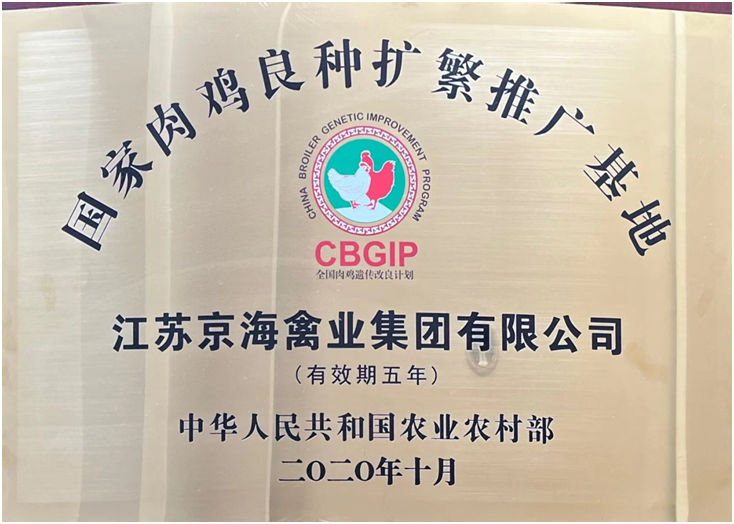 国家肉鸡良种扩繁推广基地
CHINA BROILER GENETIC IMPROVEMENT PROGRAM
CBGIP
全国肉鸡遗传改良计划
江苏京海禽业集团有限公司
(有效期五年)
中华人民共和国农业农村部
二〇二〇年十月